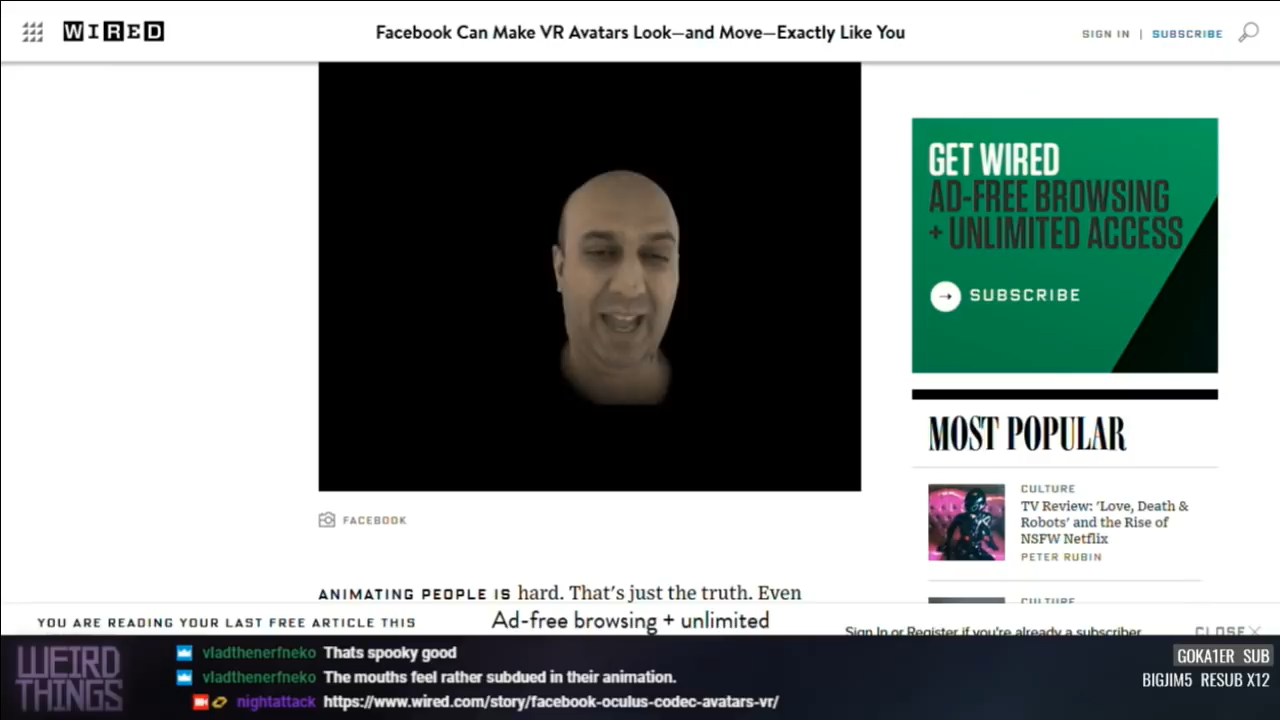 WIRED
Facebook Can Make VR Avatars Look—and Move—Exactly Like You
SIGN IN | SUBSCRIBE
GET WIRED
AD-FREE BROWSING
+ UNLIMITED ACCESS
SUBSCRIBE
MOST POPULAR
CULTURE
TV Review: 'Love, Death &
Robots' and the Rise of
NSFW Netflix
PETER RUBIN
CULTURE
FACEBOOK
ANIMATING PEOPLE IS hard. That's just the truth. Even
YOU ARE READING YOUR LAST FREE ARTICLE THIS
Ad-free browsing + unlimited
Sign In or Register if you're already a subscriber
CLOSE X
WEIRD
THINGS
vladthenerfneko Thats spooky good
vladthenerfneko The mouths feel rather subdued in their animation.
nightattack https://www.wired.com/story/facebook-oculus-codec-avatars-vr/
GOKA1ER SUB
BIGJIM5 RESUB X12